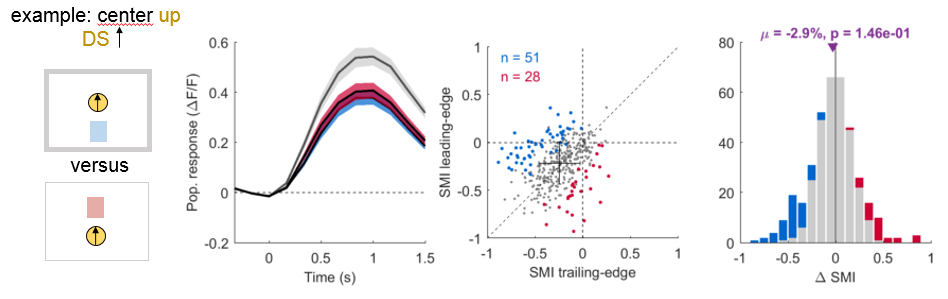 example: center up
DS
versus
0.6
0.4
0.2
0
-0.2
Pop. response (ΔF/F)
0
0.5
1
1.5
Time (s)
n = 51
n = 28
1
0.5
0
-0.5
-1
SMI leading-edge
-1
-0.5
0
0.5
1
SMI trailing-edge
μ = -2.9%, p = 1.46e-01
80
60
40
20
0
-1
-0.5
0
0.5
1
Δ SMI